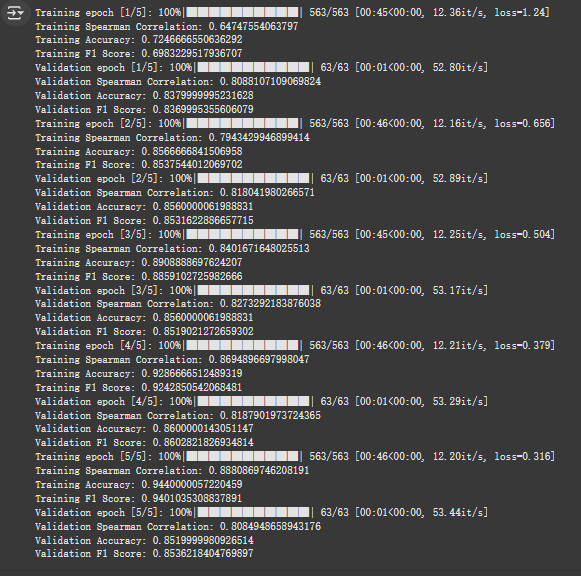 Training epoch [1/5]: 100%|██████████| 563/563 [00:45<00:00, 12.36it/s, loss=1.24]
Training Spearman Correlation: 0.64747554063797
Training Accuracy: 0.7246666550636292
Training F1 Score: 0.6983229517936707
Validation epoch [1/5]: 100%|██████████| 63/63 [00:01<00:00, 52.80it/s]
Validation Spearman Correlation: 0.8088107109069824
Validation Accuracy: 0.8379999995231628
Validation F1 Score: 0.8369995355606079
Training epoch [2/5]: 100%|██████████| 563/563 [00:46<00:00, 12.16it/s, loss=0.656]
Training Spearman Correlation: 0.7943429946899414
Training Accuracy: 0.8566666841506958
Training F1 Score: 0.8537544012069702
Validation epoch [2/5]: 100%|██████████| 63/63 [00:01<00:00, 52.89it/s]
Validation Spearman Correlation: 0.818041980266571
Validation Accuracy: 0.8560000061988831
Validation F1 Score: 0.8531622886657715
Training epoch [3/5]: 100%|██████████| 563/563 [00:45<00:00, 12.25it/s, loss=0.504]
Training Spearman Correlation: 0.8401671648025513
Training Accuracy: 0.8908888697624207
Training F1 Score: 0.8859102725982666
Validation epoch [3/5]: 100%|██████████| 63/63 [00:01<00:00, 53.17it/s]
Validation Spearman Correlation: 0.8273292183876038
Validation Accuracy: 0.8560000061988831
Validation F1 Score: 0.8519021272659302
Training epoch [4/5]: 100%|██████████| 563/563 [00:46<00:00, 12.21it/s, loss=0.379]
Training Spearman Correlation: 0.8694896697998047
Training Accuracy: 0.9286666512489319
Training F1 Score: 0.9242850542068481
Validation epoch [4/5]: 100%|██████████| 63/63 [00:01<00:00, 53.29it/s]
Validation Spearman Correlation: 0.8187901973724365
Validation Accuracy: 0.8600000143051147
Validation F1 Score: 0.8602821826934814
Training epoch [5/5]: 100%|██████████| 563/563 [00:46<00:00, 12.20it/s, loss=0.316]
Training Spearman Correlation: 0.8880869746208191
Training Accuracy: 0.9440000057220459
Training F1 Score: 0.9401035308837891
Validation epoch [5/5]: 100%|██████████| 63/63 [00:01<00:00, 53.44it/s]
Validation Spearman Correlation: 0.8084948658943176
Validation Accuracy: 0.8519999980926514
Validation F1 Score: 0.8536218404769897